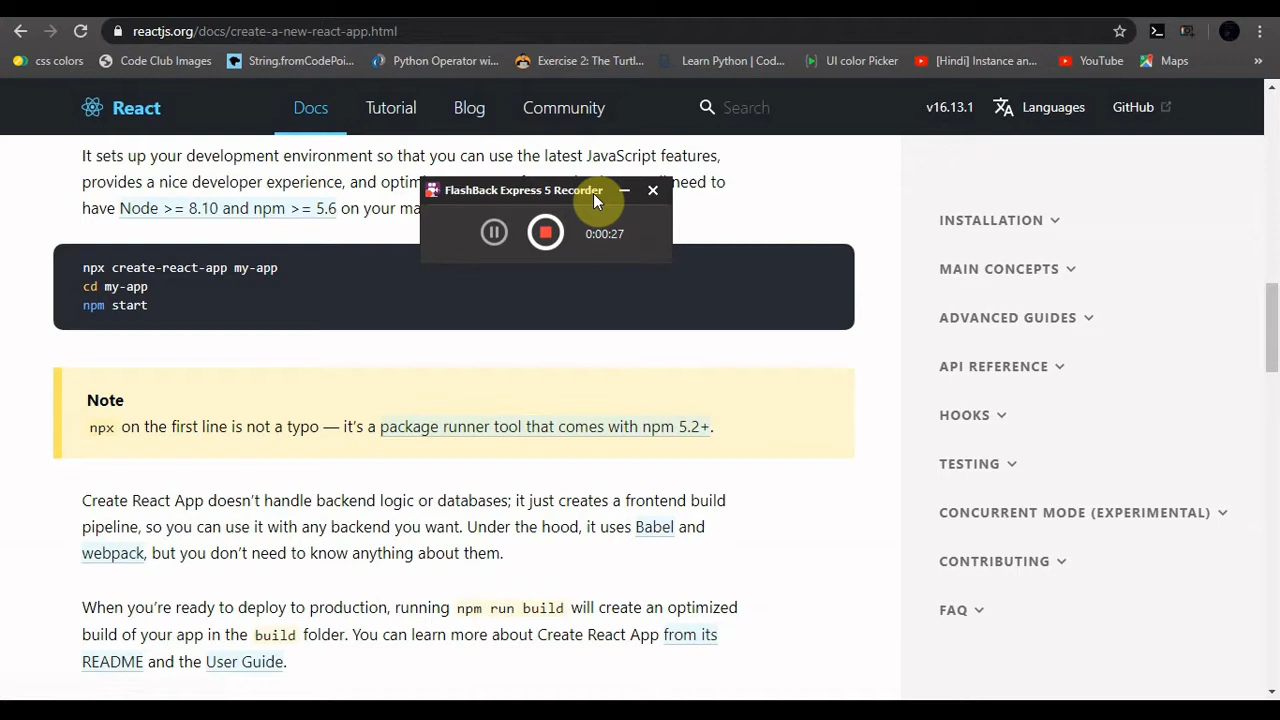 reactjs.org/docs/create-a-new-react-app.html
css colors
Code Club Images
String.fromCodePoi...
Python Operator wi...
Exercise 2: The Turtl...
Learn Python | Cod...
UI color Picker
[Hindi] Instance an...
YouTube
Maps
»
React
Docs
Tutorial
Blog
Community
Search
v16.13.1
Languages
GitHub
It sets up your development environment so that you can use the latest JavaScript features,
provides a nice developer experience, and need to
have Node >= 8.10 and npm >= 5.6 on your
FlashBack Express 5 Recorder
0:00:27
npx create-react-app my-app
cd my-app
npm start
Note
npx on the first line is not a typo — it’s a package runner tool that comes with npm 5.2+.
Create React App doesn’t handle backend logic or databases; it just creates a frontend build
pipeline, so you can use it with any backend you want. Under the hood, it uses Babel and
webpack, but you don’t need to know anything about them.
When you’re ready to deploy to production, running npm run build will create an optimized
build of your app in the build folder. You can learn more about Create React App from its
README and the User Guide.
INSTALLATION
MAIN CONCEPTS
ADVANCED GUIDES
API REFERENCE
HOOKS
TESTING
CONCURRENT MODE (EXPERIMENTAL)
CONTRIBUTING
FAQ